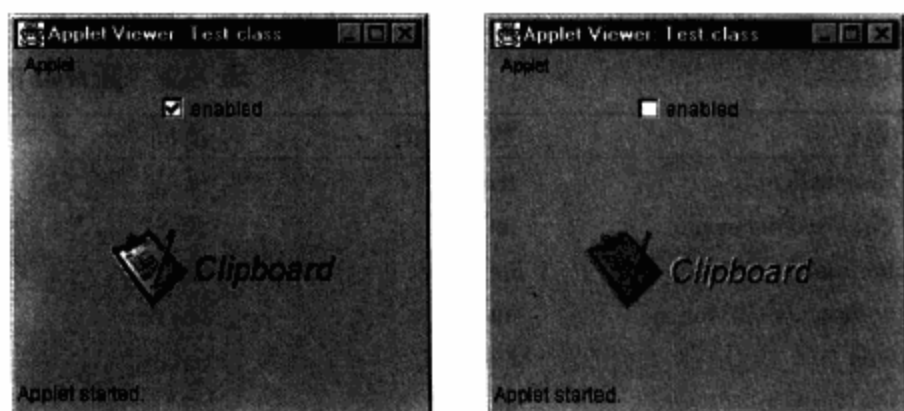 Applet Viewer: Test class
Applet
enabled
Clipboard
Applet started.
Applet Viewer: Test class
Applet
enabled
Clipboard
Applet started.